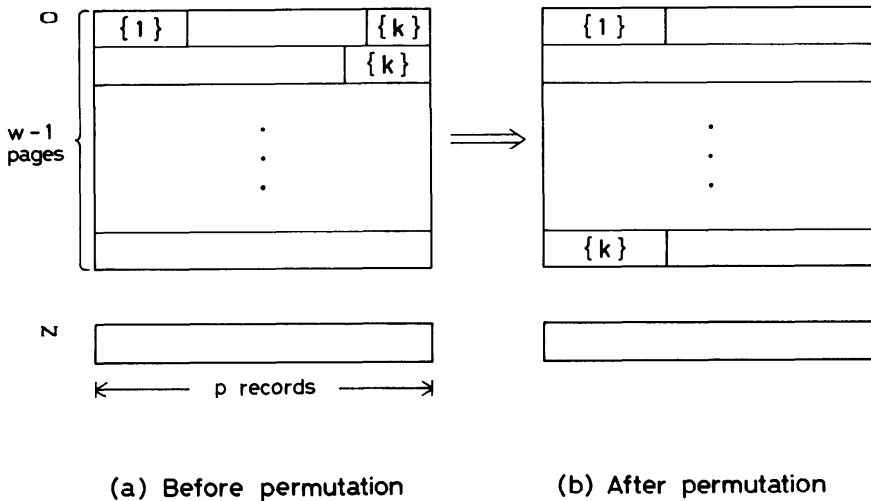 O
{1}
{k}
{k}
w-1
pages
{k}
{1}
N
p records
(a) Before permutation
(b) After permutation